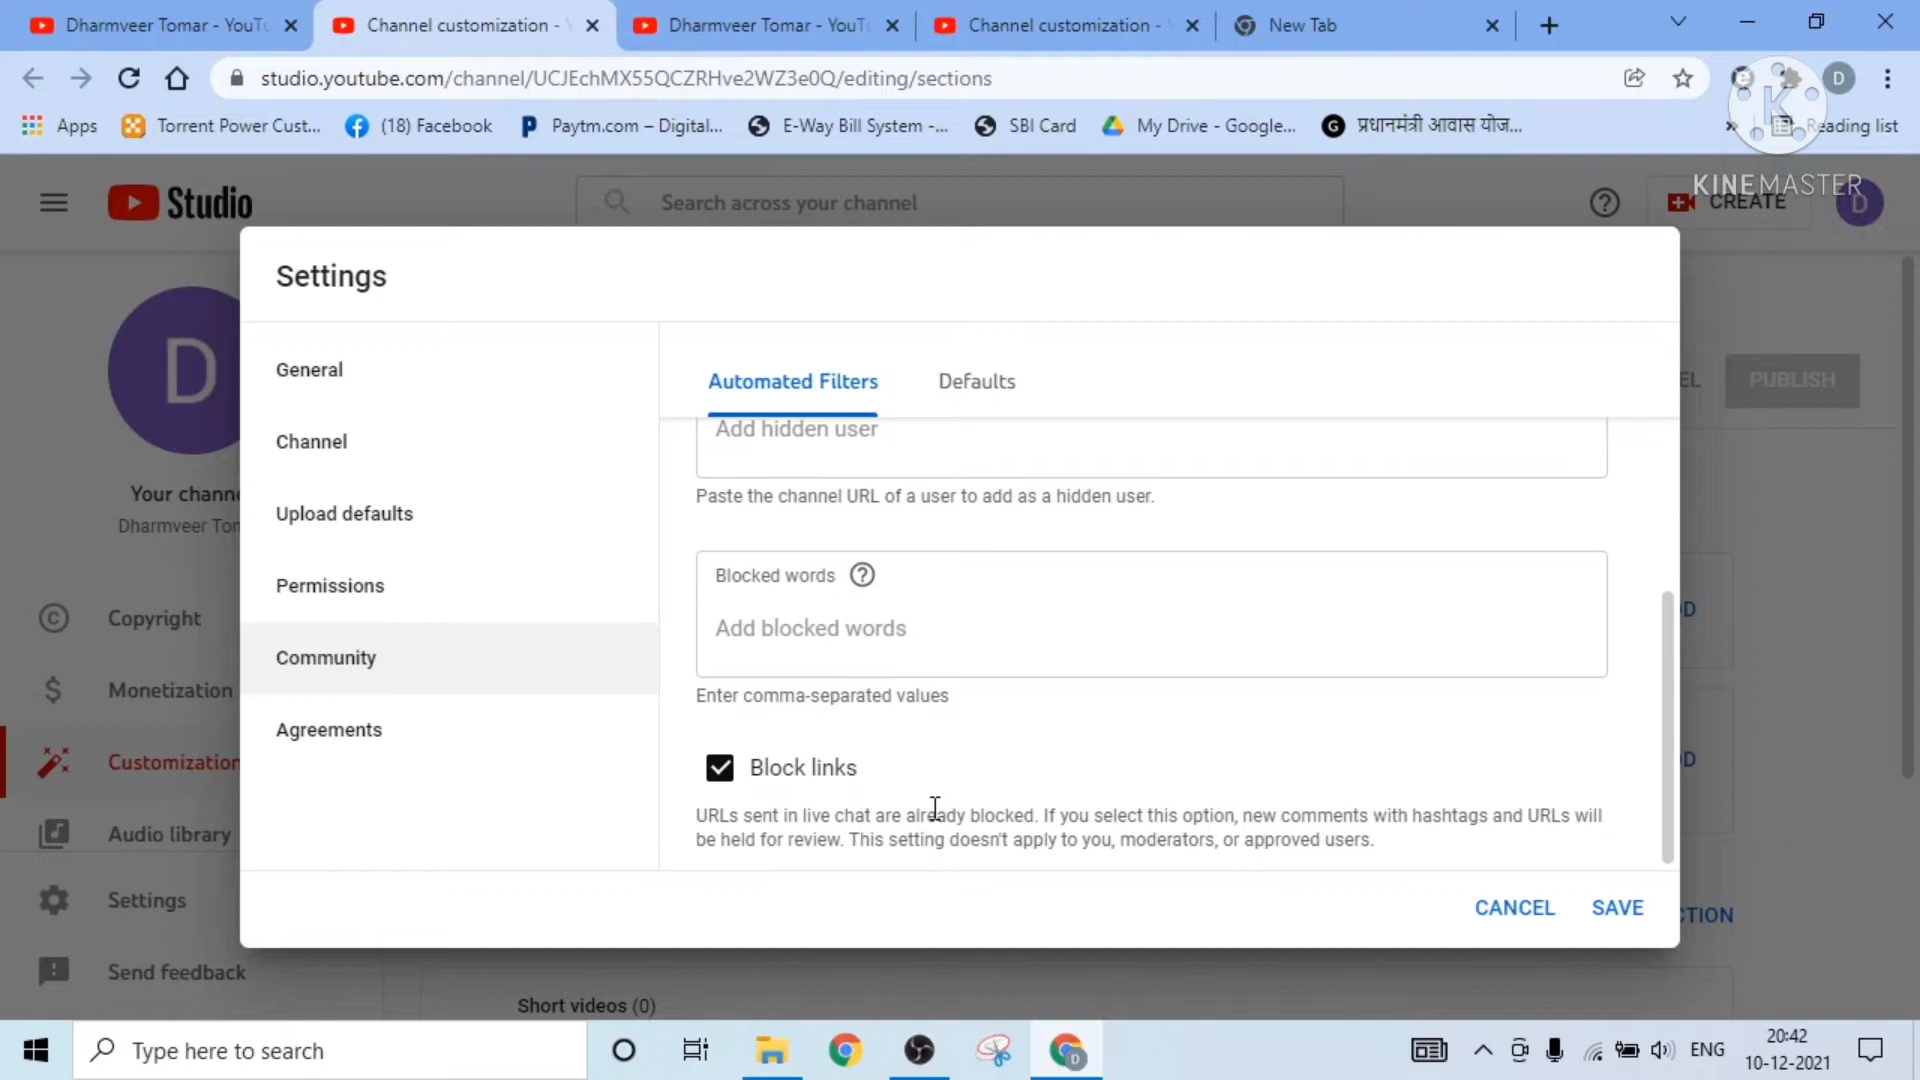 Dharmveer Tomar - YouTu
Channel customization - Y
Dharmveer Tomar - YouTu
Channel customization -
New Tab
studio.youtube.com/channel/UCJEchMX55QCZRHve2WZ3e0Q/editing/sections
D
Apps
Torrent Power Cust...
(18) Facebook
Paytm.com – Digital...
E-Way Bill System -...
SBI Card
My Drive - Google...
प्रधानमंत्री आवास योज...
»
Reading list
K
KINEMASTER
Studio
Search across your channel
CREATE
D
Settings
D
Your channe
Dharmveer Ton
Copyright
Monetization
Customization
Audio library
Settings
Send feedback
General
Channel
Upload defaults
Permissions
Community
Agreements
Automated Filters
Defaults
Add hidden user
Paste the channel URL of a user to add as a hidden user.
Blocked words
Add blocked words
Enter comma-separated values
Block links
URLs sent in live chat are already blocked. If you select this option, new comments with hashtags and URLs will
be held for review. This setting doesn't apply to you, moderators, or approved users.
CANCEL
SAVE
EL
PUBLISH
D
D
CTION
Short videos (0)
Type here to search
ENG
20:42
10-12-2021